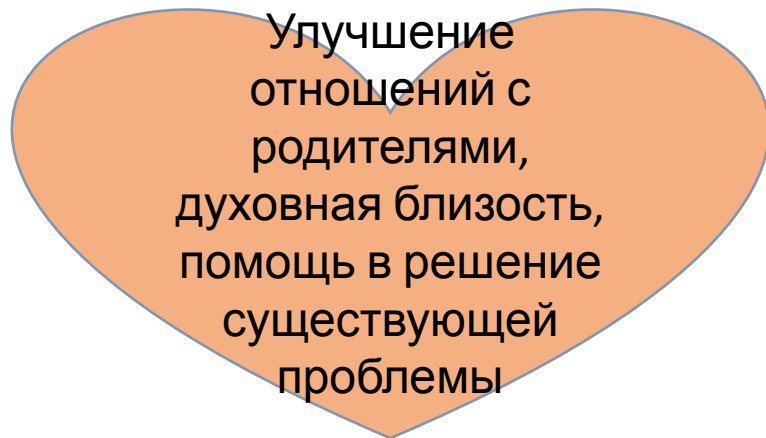 Улучшение
отношений с
родителями,
духовная близость,
помощь в решение
существующей
проблемы